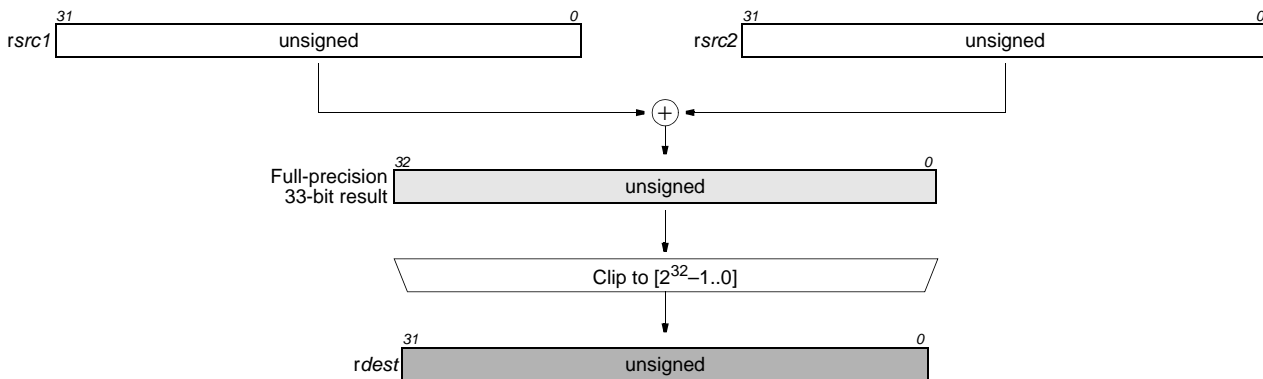 31 0 31 0
rsrc1 unsigned rsrc2 unsigned
+
32 0
Full-precision
33-bit result
unsigned
Clip to [2³²–1..0]
31 0
rdest unsigned